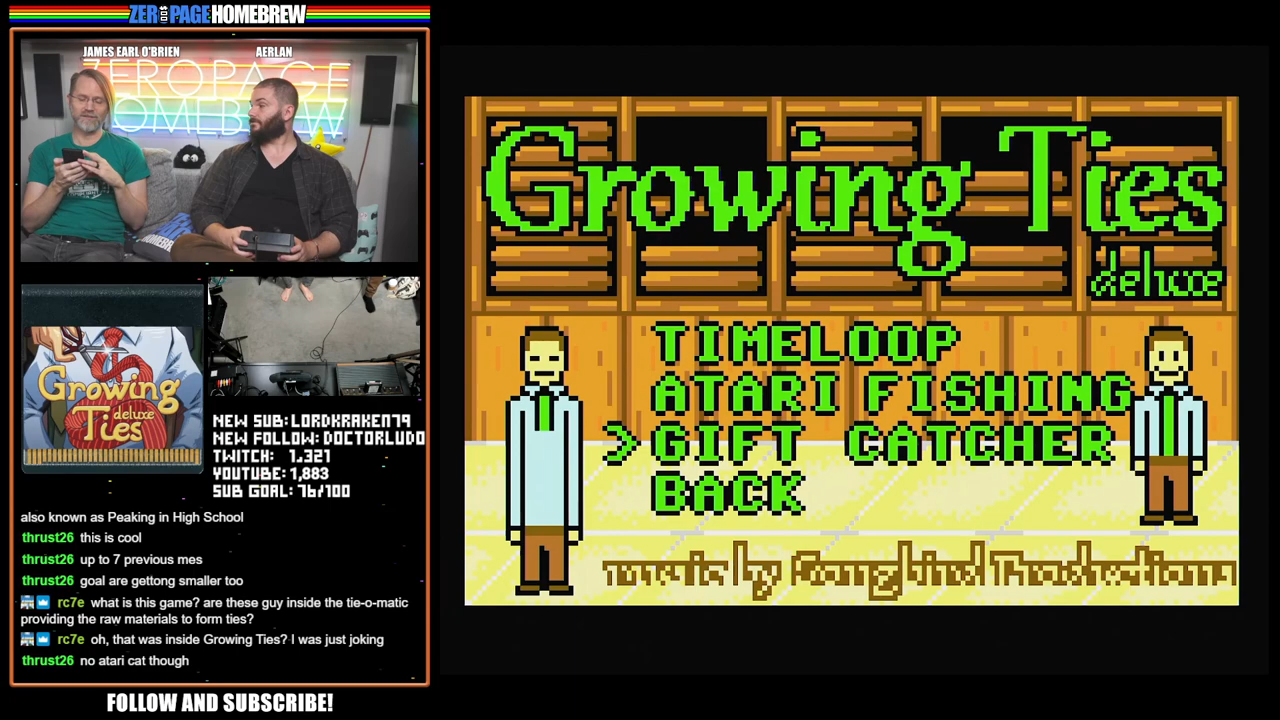 ZEROPAGE HOMEBREW
JAMES EARL O'BRIEN
AERLAN
ZEROPAGE
HOMEBREW
Growing
deluxe
Ties
NEW SUB: LORDKRAKEN79
NEW FOLLOW: DOCTORLUDO
TWITCH: 1,321
YOUTUBE: 1,883
SUB GOAL: 76/100
also known as Peaking in High School
thrust26 this is cool
thrust26 up to 7 previous mes
thrust26 goal are gettong smaller too
rc7e what is this game? are these guy inside the tie-o-matic
providing the raw materials to form ties?
rc7e oh, that was inside Growing Ties? I was just joking
thrust26 no atari cat though
FOLLOW AND SUBSCRIBE!
Growing Ties
deluxe
TIMELOOP
ATARI FISHING
>GIFT CATCHER
BACK
music by Songbird Productions